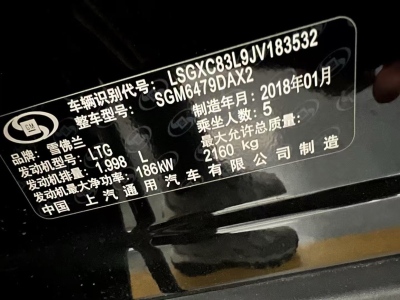 车辆识别代号: LSGXC83L9JV183532
整车型号: SGM6479DAX2
品牌: 雪佛兰 制造年月: 2018年01月
发动机型号: LTG 乘坐人数: 5
发动机排量: 1.998 L 最大允许总质量:
发动机最大净功率: 186kW 2160 kg
中国 上汽通用汽车有限公司制造